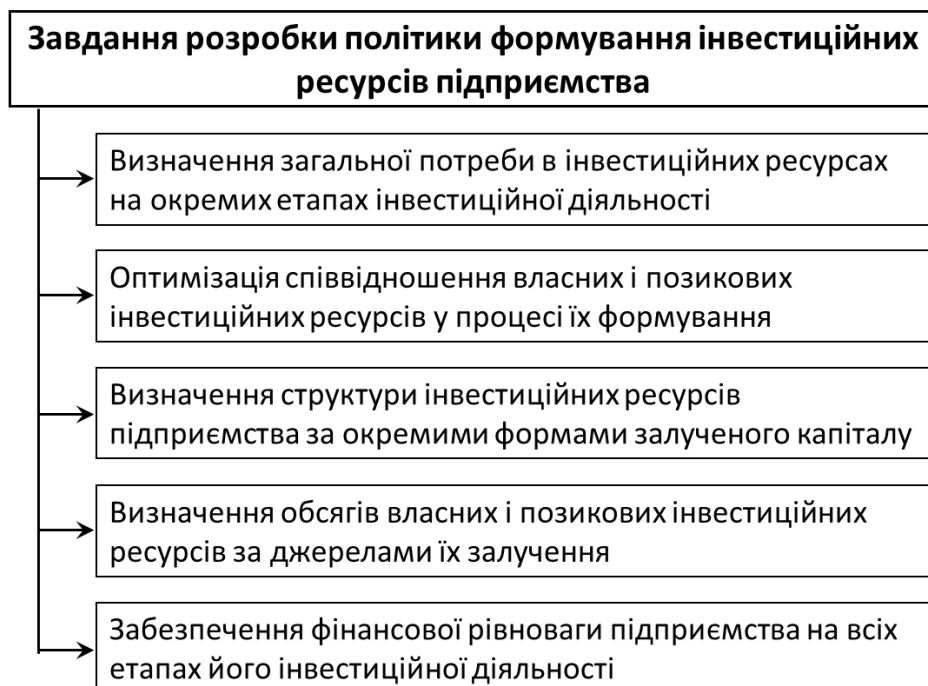 Завдання розробки політики формування інвестиційних
ресурсів підприємства
Визначення загальної потреби в інвестиційних ресурсах
на окремих етапах інвестиційної діяльності
Оптимізація співвідношення власних і позикових
інвестиційних ресурсів у процесі їх формування
Визначення структури інвестиційних ресурсів
підприємства за окремими формами залученого капіталу
Визначення обсягів власних і позикових інвестиційних
ресурсів за джерелами їх залучення
Забезпечення фінансової рівноваги підприємства на всіх
етапах його інвестиційної діяльності